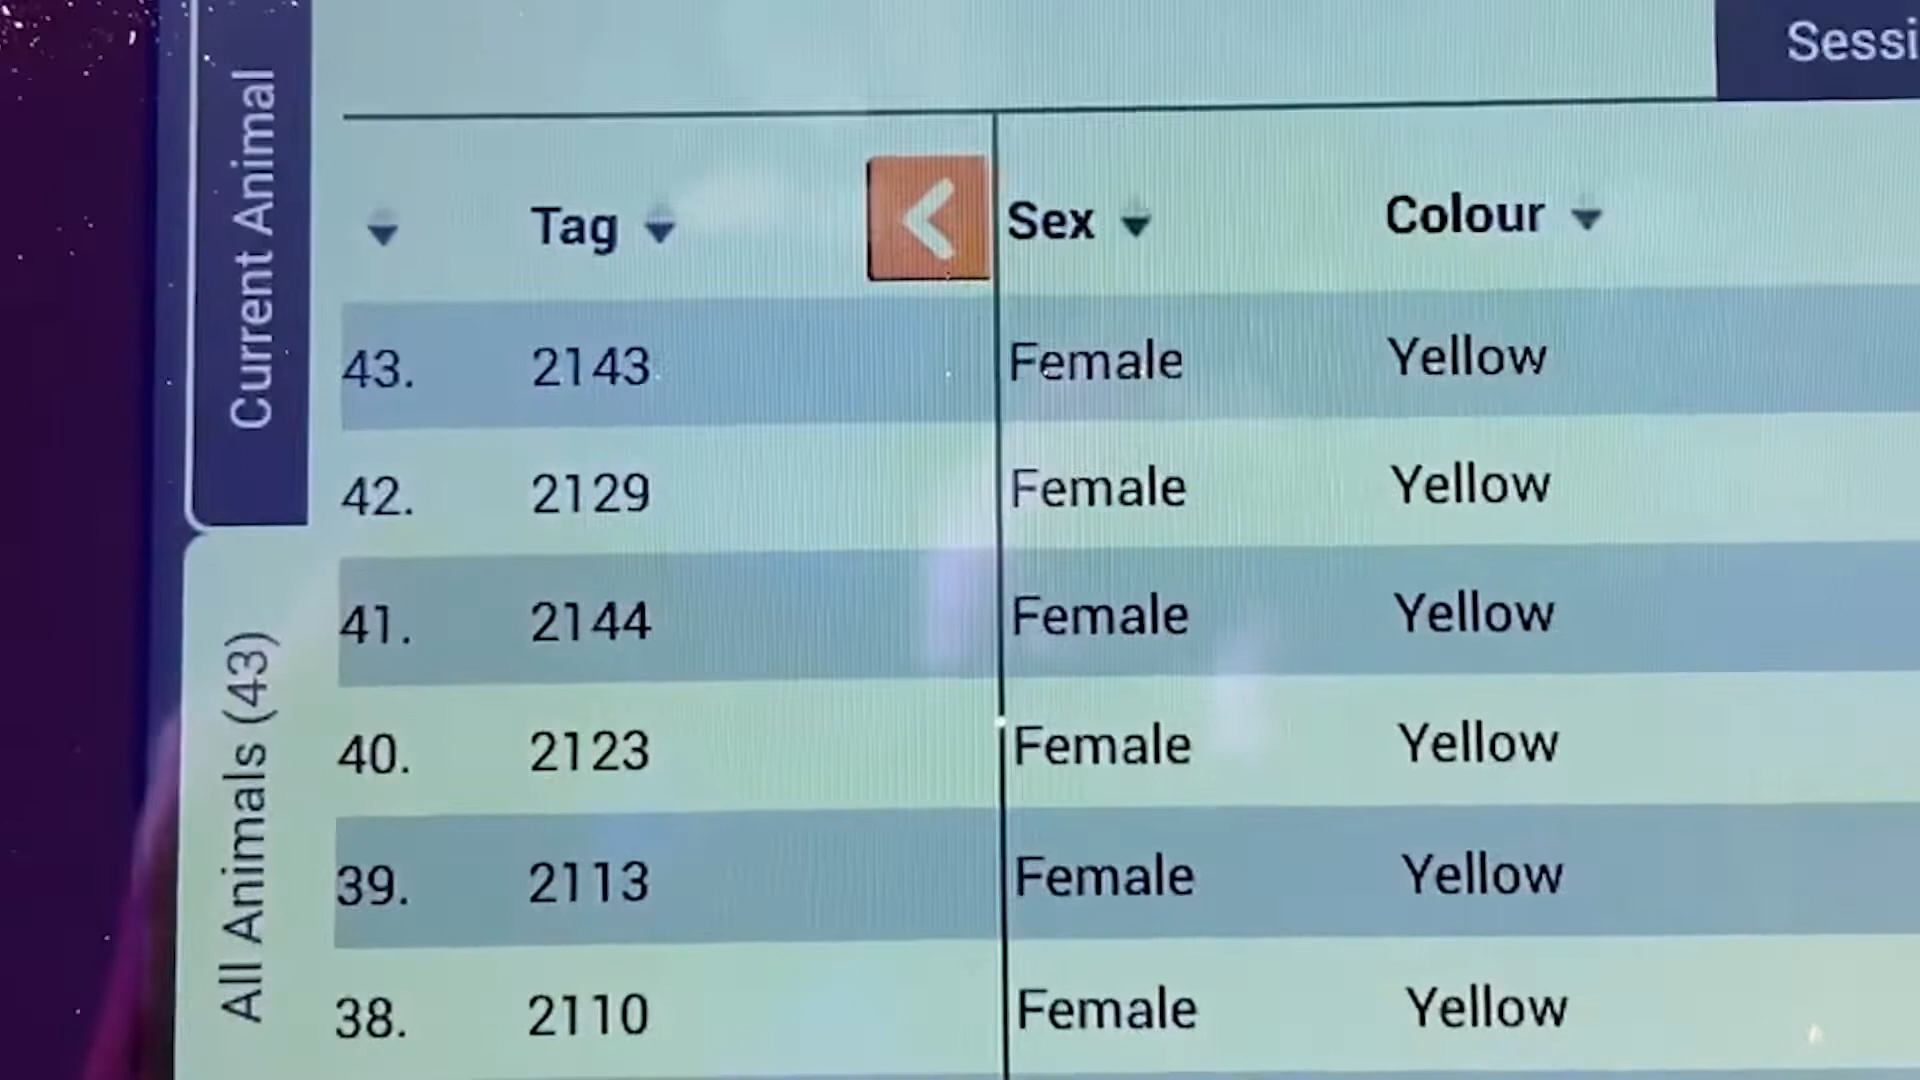 Current Animal
All Animals (43)
Sessi
Tag Sex Colour
43. 2143 Female Yellow
42. 2129 Female Yellow
41. 2144 Female Yellow
40. 2123 Female Yellow
39. 2113 Female Yellow
38. 2110 Female Yellow